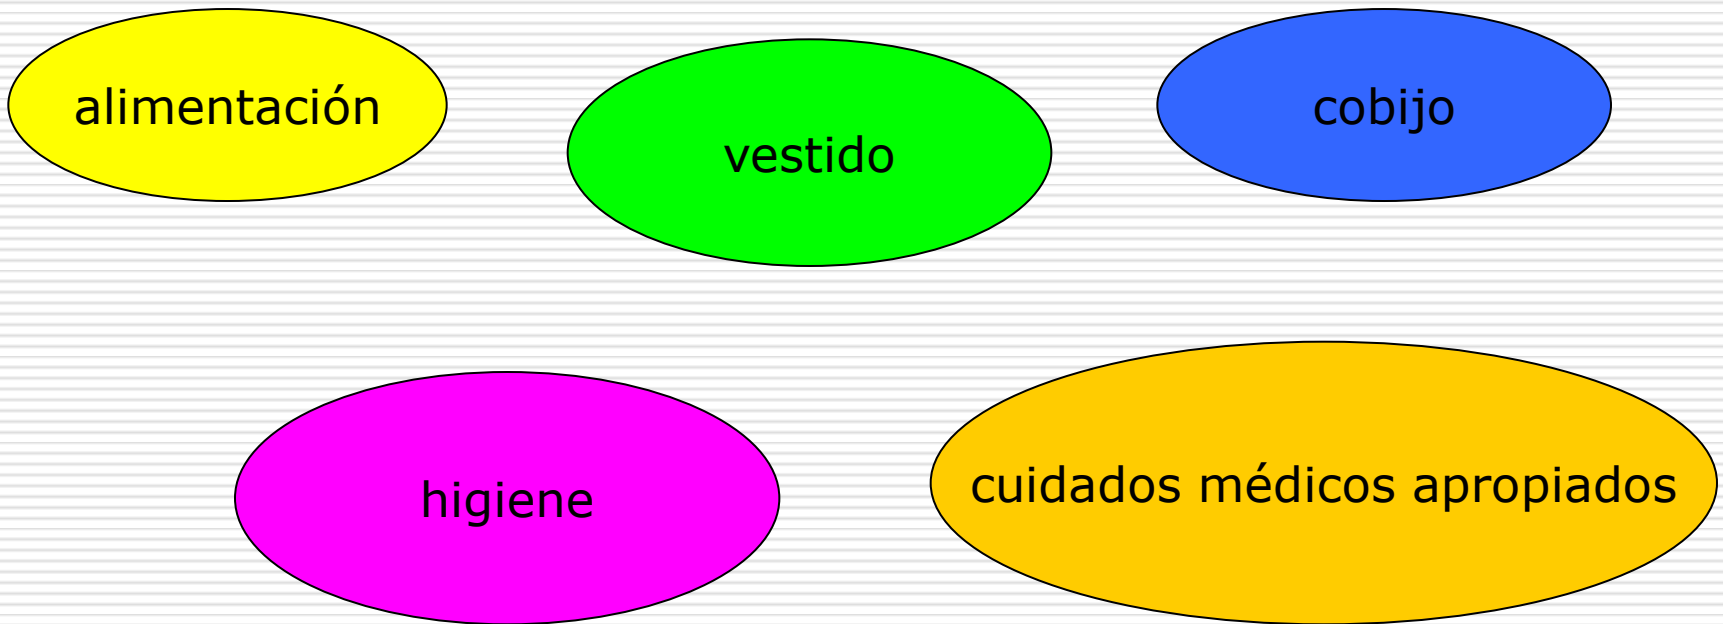 alimentación
vestido
cobijo
higiene
cuidados médicos apropiados